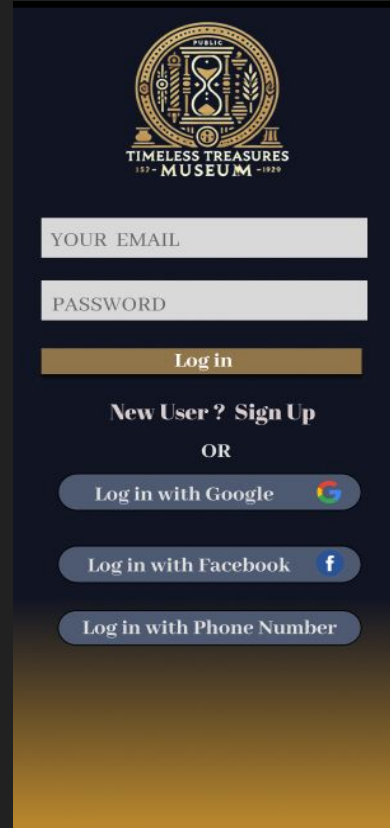 PUBLIC
TIMELESS TREASURES
MUSEUM
YOUR EMAIL
PASSWORD
Log in
New User ? Sign Up
OR
Log in with Google
Log in with Facebook
f
Log in with Phone Number